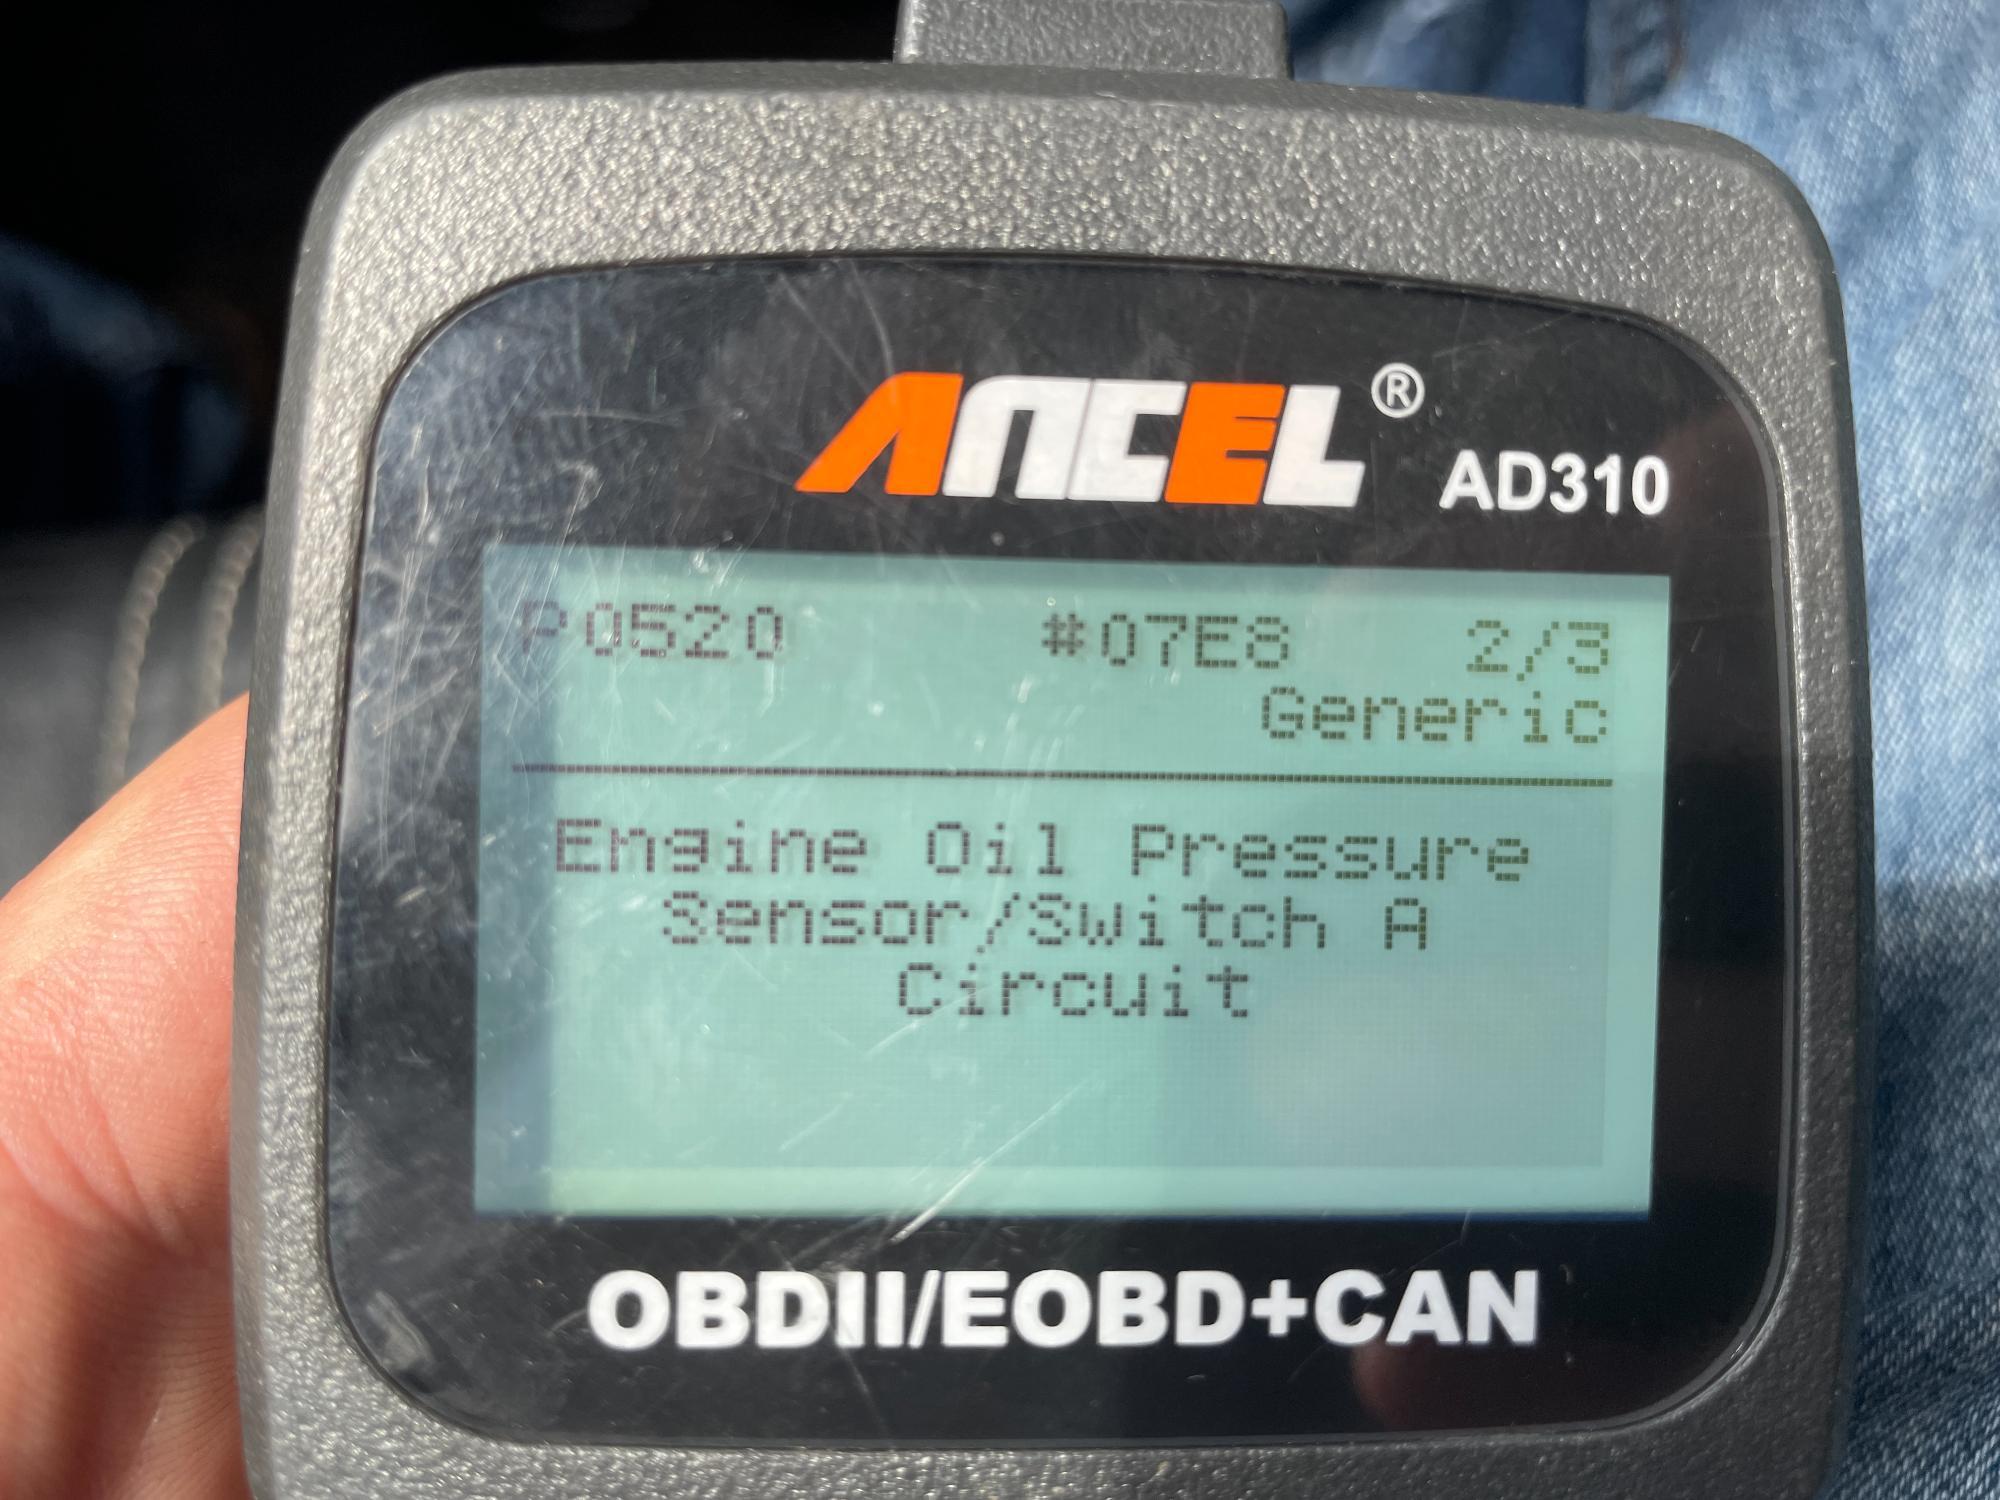 ANCEL® AD310
P0520 #07E8 2/3
Generic
Engine Oil Pressure
Sensor/Switch A
Circuit
OBDII/EOBD+CAN